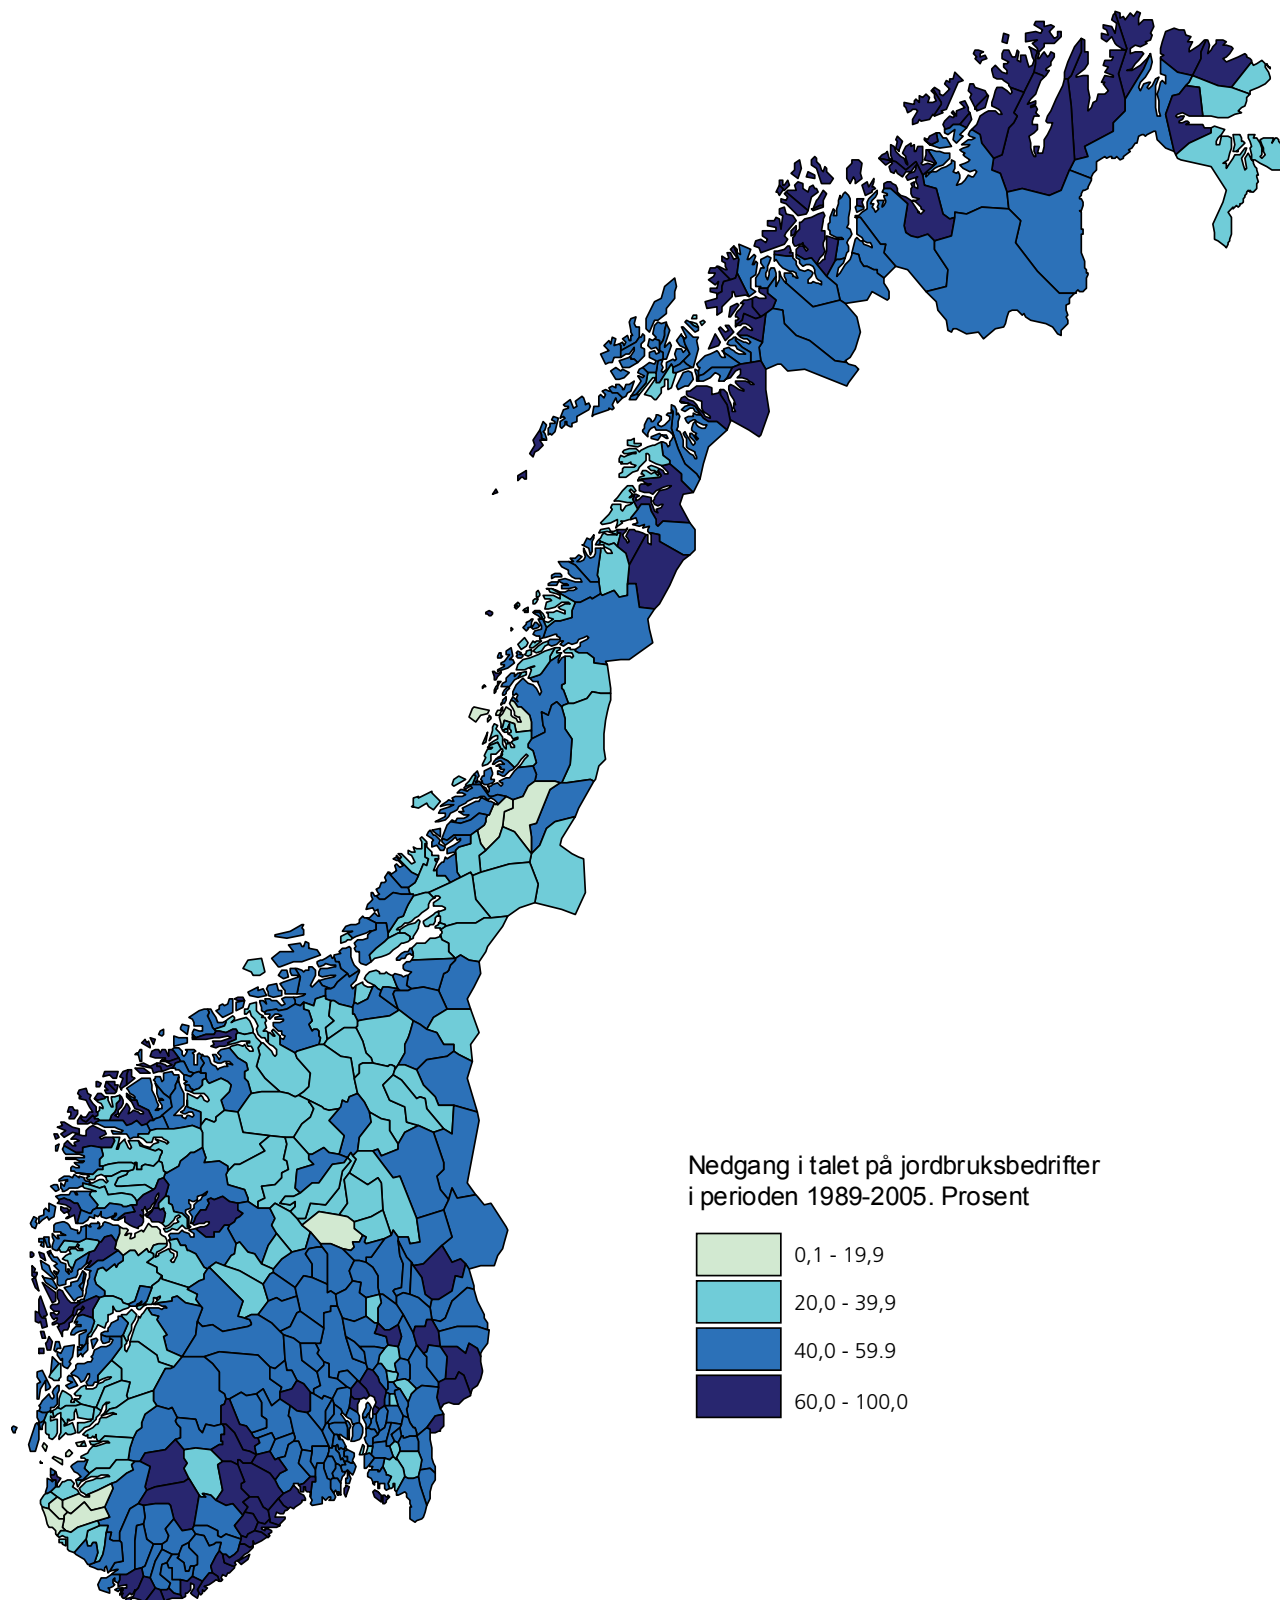 Nedgang i talet på jordbruksbedrifter
i perioden 1989-2005. Prosent
0,1 - 19,9
20,0 - 39,9
40,0 - 59.9
60,0 - 100,0